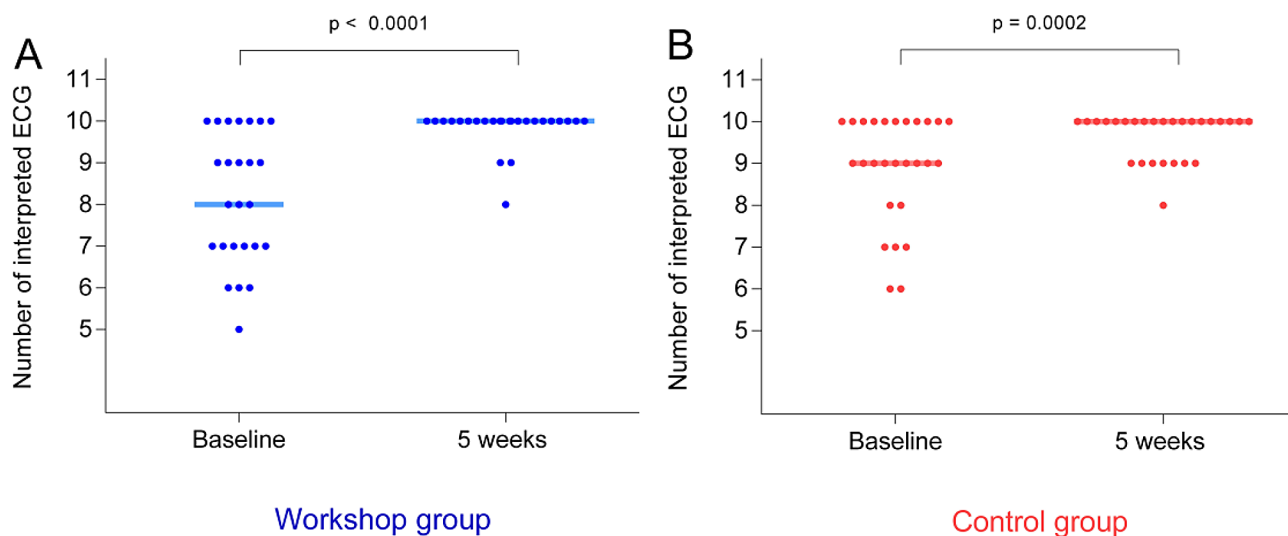 A
p < 0.0001
Number of interpreted ECG
11
10
9
8
7
6
5
Baseline
5 weeks
Workshop group
B
p = 0.0002
Number of interpreted ECG
11
10
9
8
7
6
5
Baseline
5 weeks
Control group